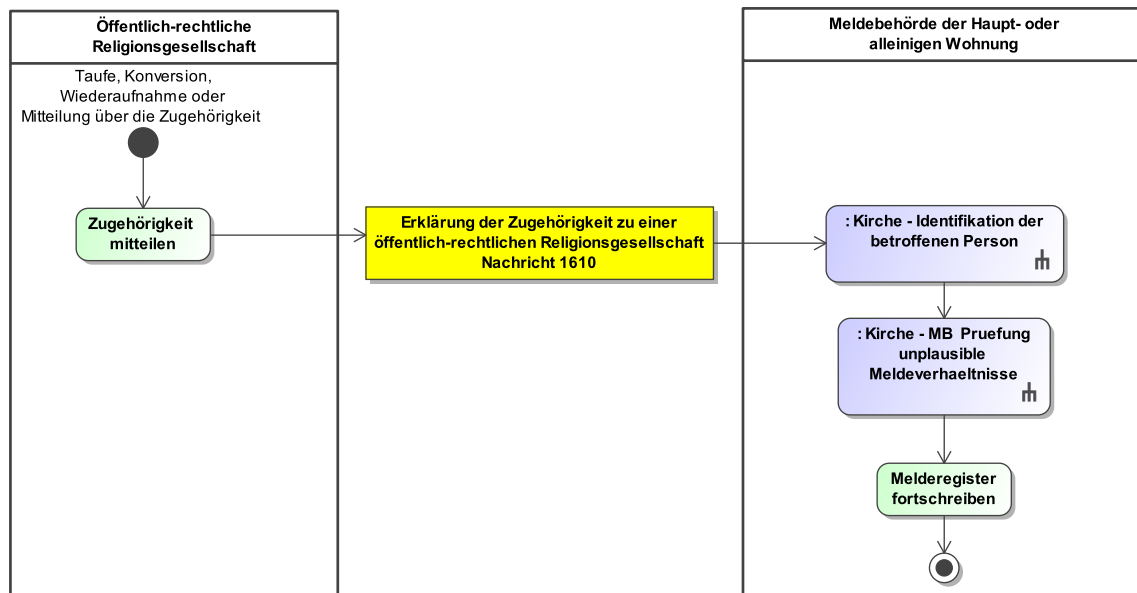 Öffentlich-rechtliche
Religionsgesellschaft
Taufe, Konversion,
Wiederaufnahme oder
Mitteilung über die Zugehörigkeit
Zugehörigkeit
mitteilen
Erklärung der Zugehörigkeit zu einer
öffentlich-rechtlichen Religionsgesellschaft
Nachricht 1610
Meldebehörde der Haupt- oder
alleinigen Wohnung
: Kirche - Identifikation der
betroffenen Person
: Kirche - MB  Pruefung
unplausible
Meldeverhaeltnisse
Melderegister
fortschreiben